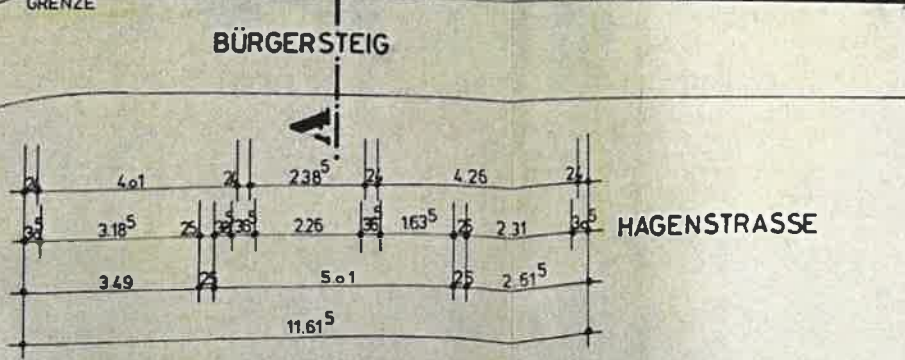 GRENZE
BÜRGERSTEIG
A
24 4.01 24 2.38⁵ 24 4.26 24
30⁵ 3.18⁵ 25 36⁵ 36⁵ 2.26 36⁵ 1.63⁵ 25 2.31 30⁵
HAGENSTRASSE
3.49 25 5.01 25 2.61⁵
11.61⁵